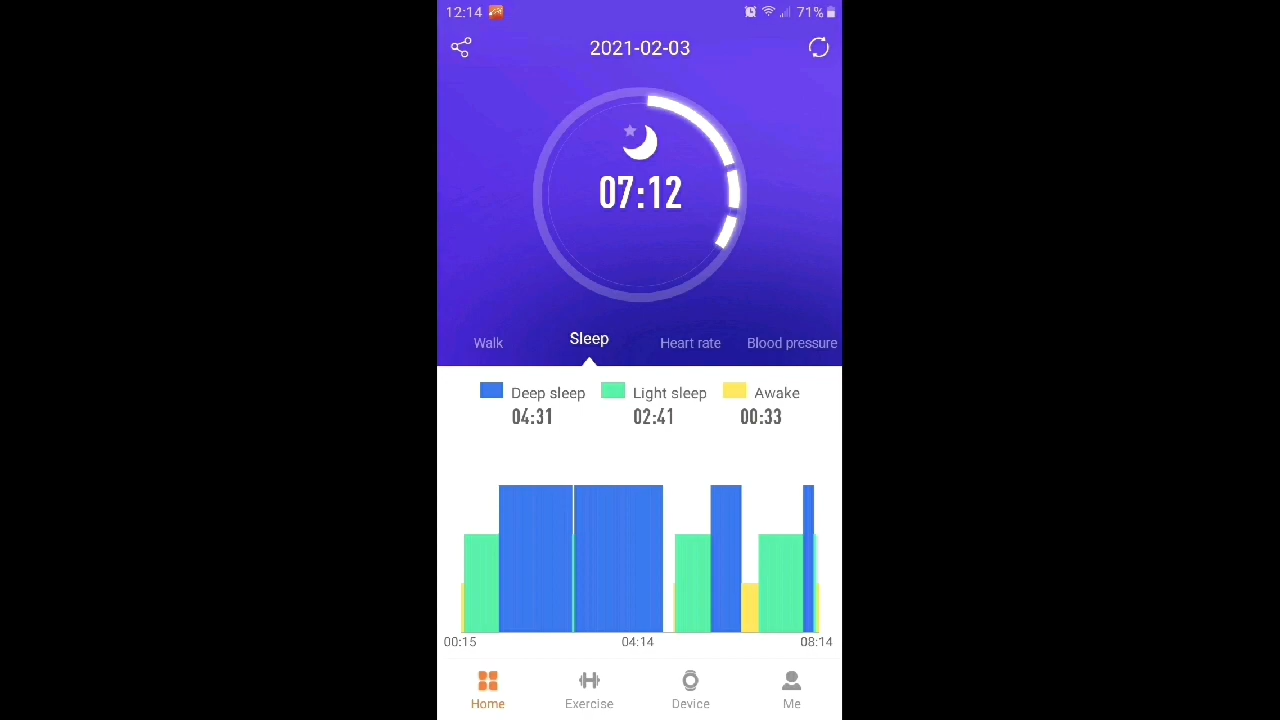 12:14 71%
2021-02-03
07:12
Walk Sleep Heart rate Blood pressure
Deep sleep Light sleep Awake
04:31 02:41 00:33
00:15 04:14 08:14
Home Exercise Device Me